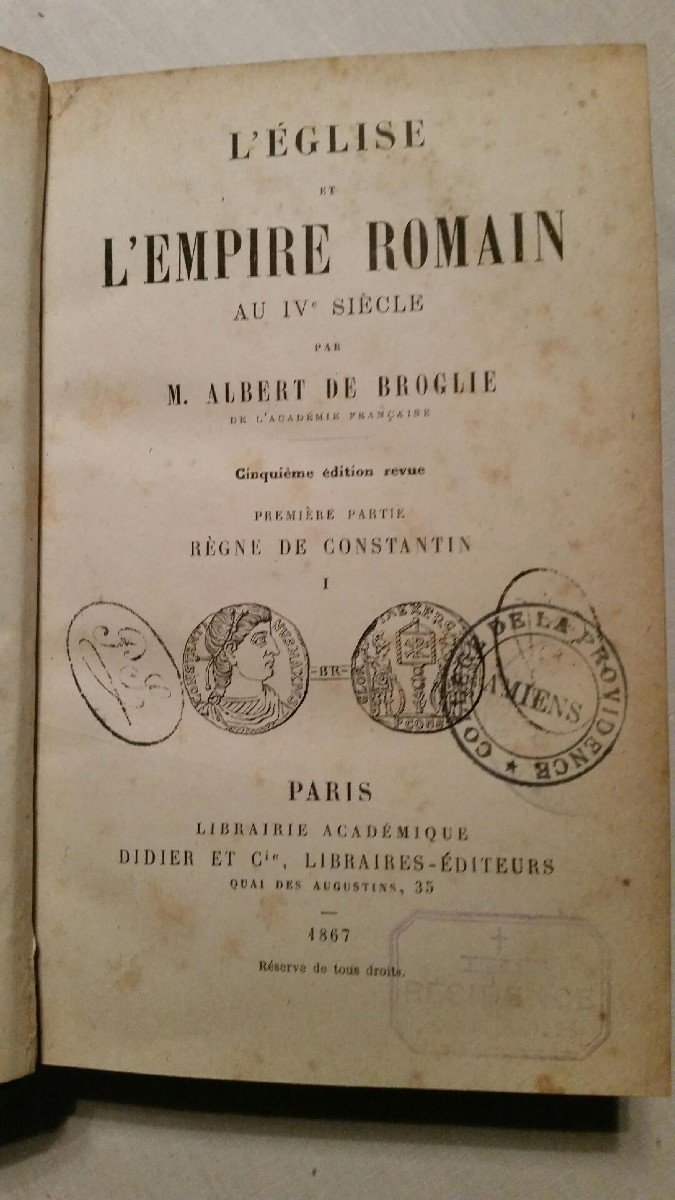 L'ÉGLISE
ET
L'EMPIRE ROMAIN
AU IVe SIÈCLE
PAR
M. ALBERT DE BROGLIE
DE L'ACADÉMIE FRANÇAISE
Cinquième édition revue
PREMIÈRE PARTIE
RÈGNE DE CONSTANTIN
I
BR
DE LA PROVIDENCE
AMIENS
PARIS
LIBRAIRIE ACADÉMIQUE
DIDIER ET Cie, LIBRAIRES-ÉDITEURS
QUAI DES AUGUSTINS, 35
1867
Réserve de tous droits.